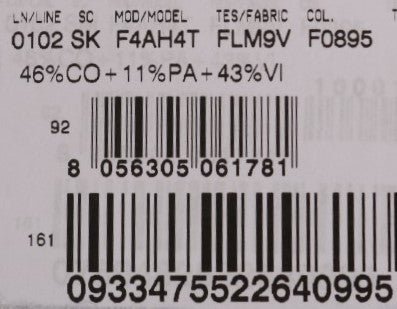 LN/LINE SC MOD/MODEL TES/FABRIC COL.
0102 SK F4AH4T FLM9V F0895
46%CO+11%PA+43%VI
92
8 056305 061781
161
0933475522640995